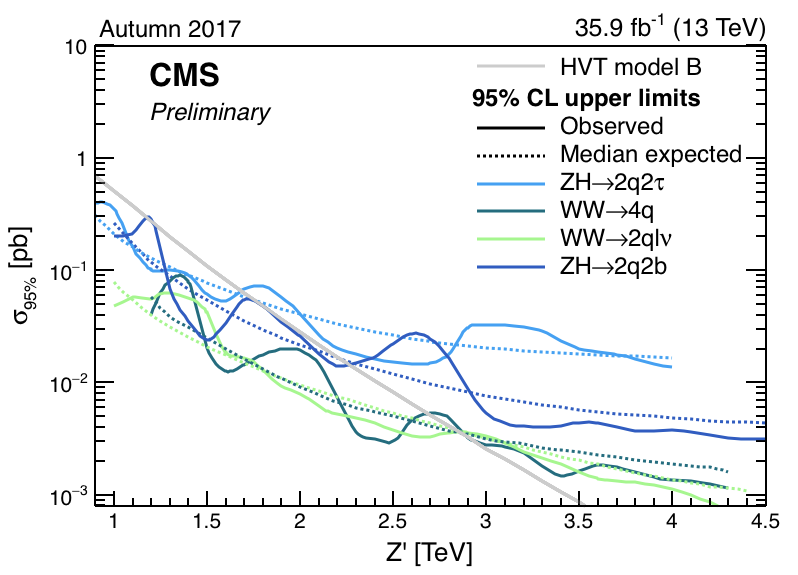 Autumn 2017
35.9 fb⁻¹ (13 TeV)
CMS
Preliminary
HVT model B
95% CL upper limits
Observed
Median expected
ZH→2q2τ
WW→4q
WW→2qlν
ZH→2q2b
σ95% [pb]
10
1
10⁻¹
10⁻²
10⁻³
1
1.5
2
2.5
3
3.5
4
4.5
Z' [TeV]